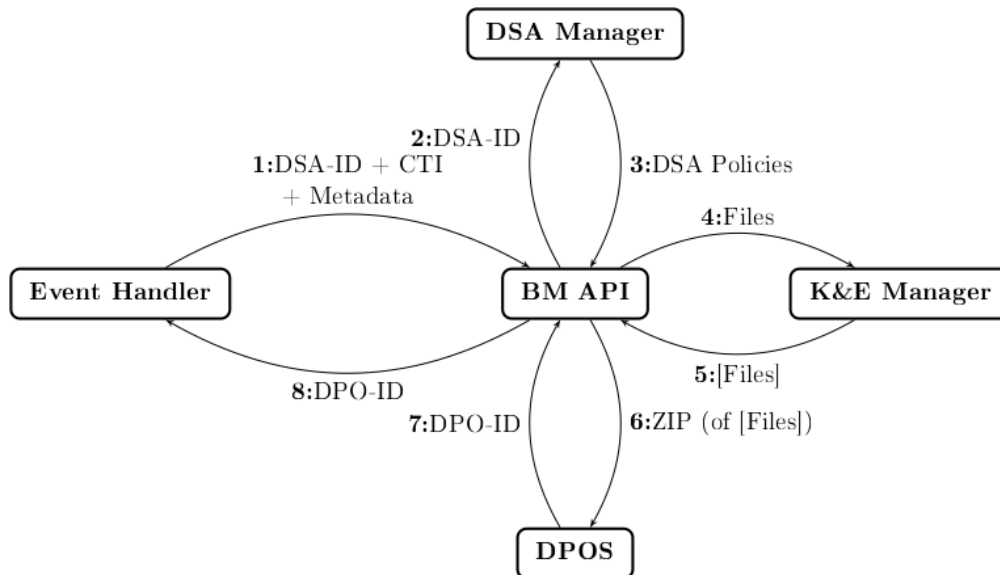 DSA Manager
2:DSA-ID
1:DSA-ID + CTI
+ Metadata
3:DSA Policies
4:Files
Event Handler
BM API
K&E Manager
5:[Files]
8:DPO-ID
7:DPO-ID
6:ZIP (of [Files])
DPOS